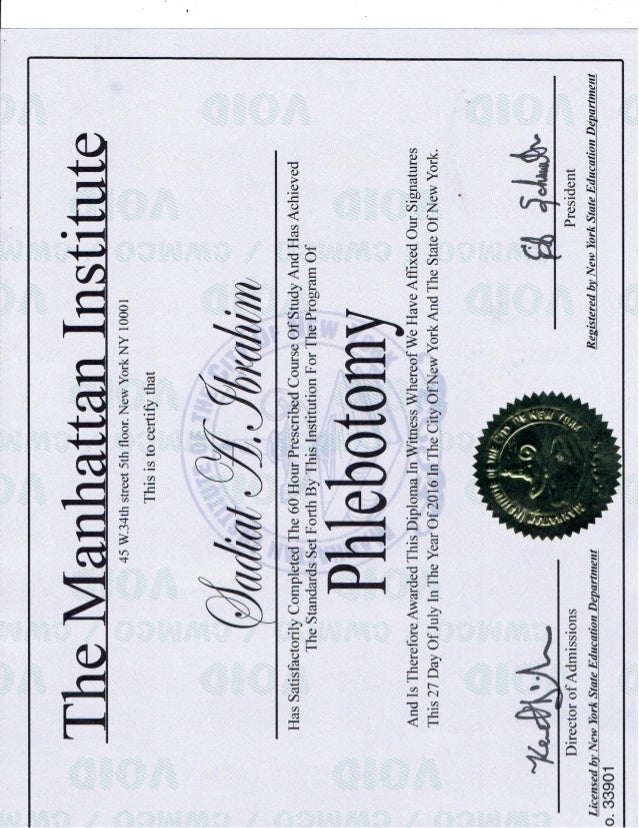 The Manhattan Institute
45 W.34th street 5th floor, New York NY 10001
This is to certify that
Sadiat A. Ibrahim
Has Satisfactorily Completed The 60 Hour Prescribed Course Of Study And Has Achieved
The Standards Set Forth By This Institution For The Program Of
Phlebotomy
And Is Therefore Awarded This Diploma In Witness Whereof We Have Affixed Our Signatures
This 27 Day Of July In The Year Of 2016 In The City Of New York And The State Of New York.
Director of Admissions
President
Licensed by New York State Education Department
Registered by New York State Education Department
o. 33901
VOID
CWMCO / CWMCO